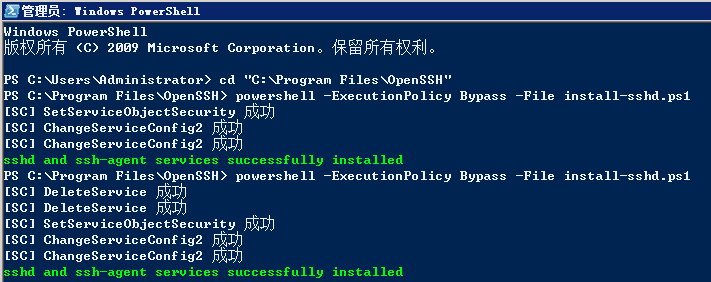 管理员: Windows PowerShell
Windows PowerShell
版权所有 (C) 2009 Microsoft Corporation。保留所有权利。
PS C:\Users\Administrator> cd "C:\Program Files\OpenSSH"
PS C:\Program Files\OpenSSH> powershell -ExecutionPolicy Bypass -File install-sshd.ps1
[SC] SetServiceObjectSecurity 成功
[SC] ChangeServiceConfig2 成功
[SC] ChangeServiceConfig2 成功
sshd and ssh-agent services successfully installed
PS C:\Program Files\OpenSSH> powershell -ExecutionPolicy Bypass -File install-sshd.ps1
[SC] DeleteService 成功
[SC] DeleteService 成功
[SC] SetServiceObjectSecurity 成功
[SC] ChangeServiceConfig2 成功
[SC] ChangeServiceConfig2 成功
sshd and ssh-agent services successfully installed